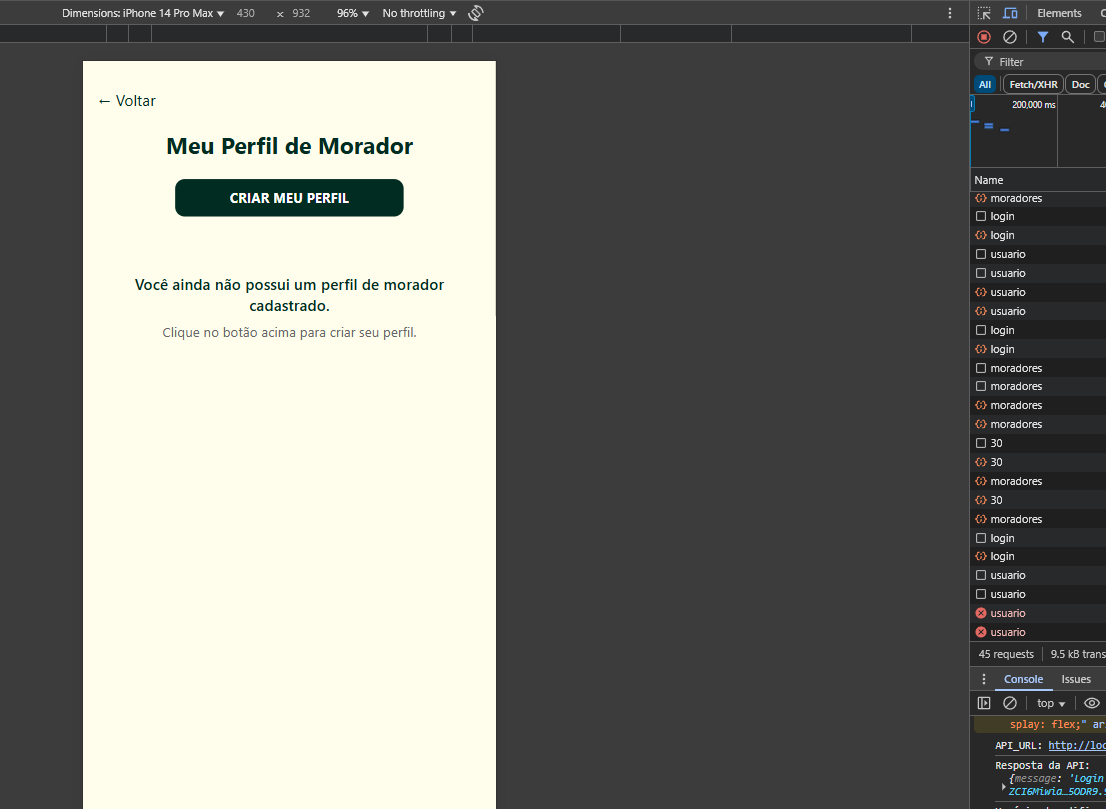 Dimensions: iPhone 14 Pro Max ▼ 430 × 932 96% ▼ No throttling ▼
Elements
Filter
All Fetch/XHR Doc
200,000 ms
← Voltar
Meu Perfil de Morador
CRIAR MEU PERFIL
Você ainda não possui um perfil de morador
cadastrado.
Clique no botão acima para criar seu perfil.
Name
moradores
login
login
usuario
usuario
usuario
usuario
login
login
moradores
moradores
moradores
moradores
30
30
moradores
30
moradores
login
login
usuario
usuario
usuario
usuario
45 requests 9.5 kB trans
Console Issues
top ▼
splay: flex;" ar
API_URL: http://loc
Resposta da API:
{message: 'Login
ZCI6Miwia…5ODR9.